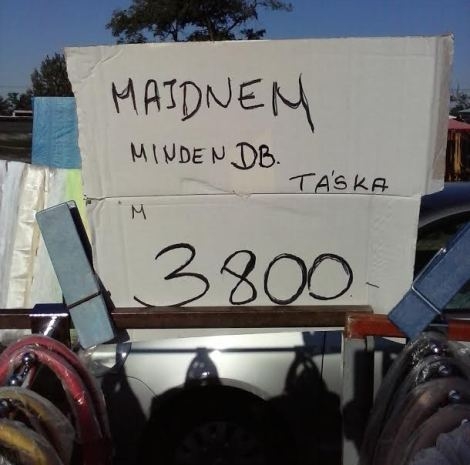 MAJDNEM
MINDEN DB.
TÁSKA
M
3800.-